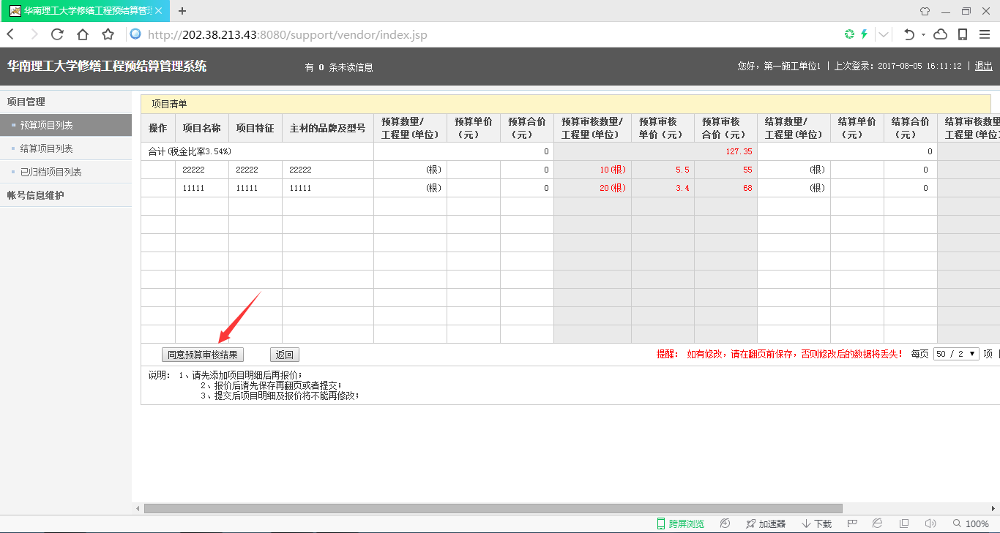 华南理工大学修缮工程预结算管理
http://202.38.213.43:8080/support/vendor/index.jsp
华南理工大学修缮工程预结算管理系统
有 0 条未读信息
您好，第一施工单位1 | 上次登录：2017-08-05 16:11:12 | 退出
项目管理
预算项目列表
结算项目列表
已归档项目列表
帐号信息维护
项目清单
操作 项目名称 项目特征 主材的品牌及型号 预算数量/工程量(单位) 预算单价（元） 预算合价（元） 预算审核数量/工程量(单位) 预算审核单价（元） 预算审核合价（元） 结算数量/工程量(单位) 结算单价（元） 结算合价（元） 结算审核数量 工程量(单位
合计(税金比率3.54%) 0 127.35 0
22222 22222 22222 (根) 0 10(根) 5.5 55 (根) 0
11111 11111 11111 (根) 0 20(根) 3.4 68 (根) 0
同意预算审核结果 返回 提醒： 如有修改，请在翻页前保存，否则修改后的数据将丢失！ 每页 50 / 2 项
说明： 1、请先添加项目明细后再报价；
2、报价后请先保存再翻页或者提交；
3、提交后项目明细及报价将不能再修改；
跨屏浏览 加速器 下载 100%